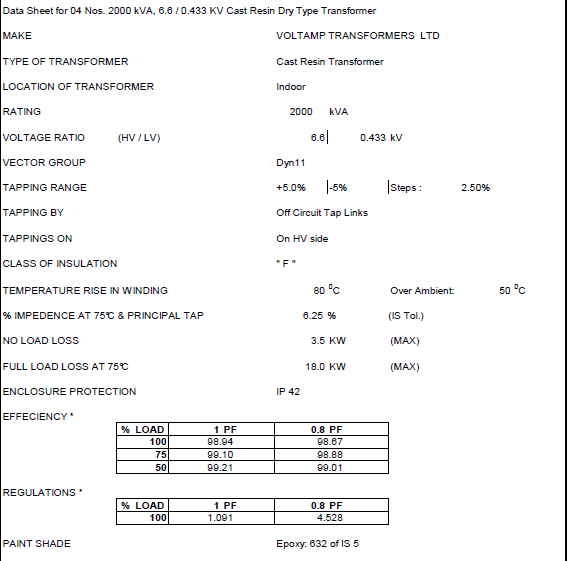 Data Sheet for 04 Nos. 2000 kVA, 6.6 / 0.433 KV Cast Resin Dry Type Transformer
MAKE VOLTAMP TRANSFORMERS LTD
TYPE OF TRANSFORMER Cast Resin Transformer
LOCATION OF TRANSFORMER Indoor
RATING 2000 kVA
VOLTAGE RATIO (HV / LV) 6.6 0.433 kV
VECTOR GROUP Dyn11
TAPPING RANGE +5.0% -5% Steps : 2.50%
TAPPING BY Off Circuit Tap Links
TAPPINGS ON On HV side
CLASS OF INSULATION " F "
TEMPERATURE RISE IN WINDING 80 ⁰C Over Ambient: 50 ⁰C
% IMPEDENCE AT 75℃ & PRINCIPAL TAP 6.25 % (IS Tol.)
NO LOAD LOSS 3.5 KW (MAX)
FULL LOAD LOSS AT 75℃ 18.0 KW (MAX)
ENCLOSURE PROTECTION IP 42
EFFECIENCY *
% LOAD 1 PF 0.8 PF
100 98.94 98.67
75 99.10 98.88
50 99.21 99.01
REGULATIONS *
% LOAD 1 PF 0.8 PF
100 1.091 4.528
PAINT SHADE Epoxy: 632 of IS 5